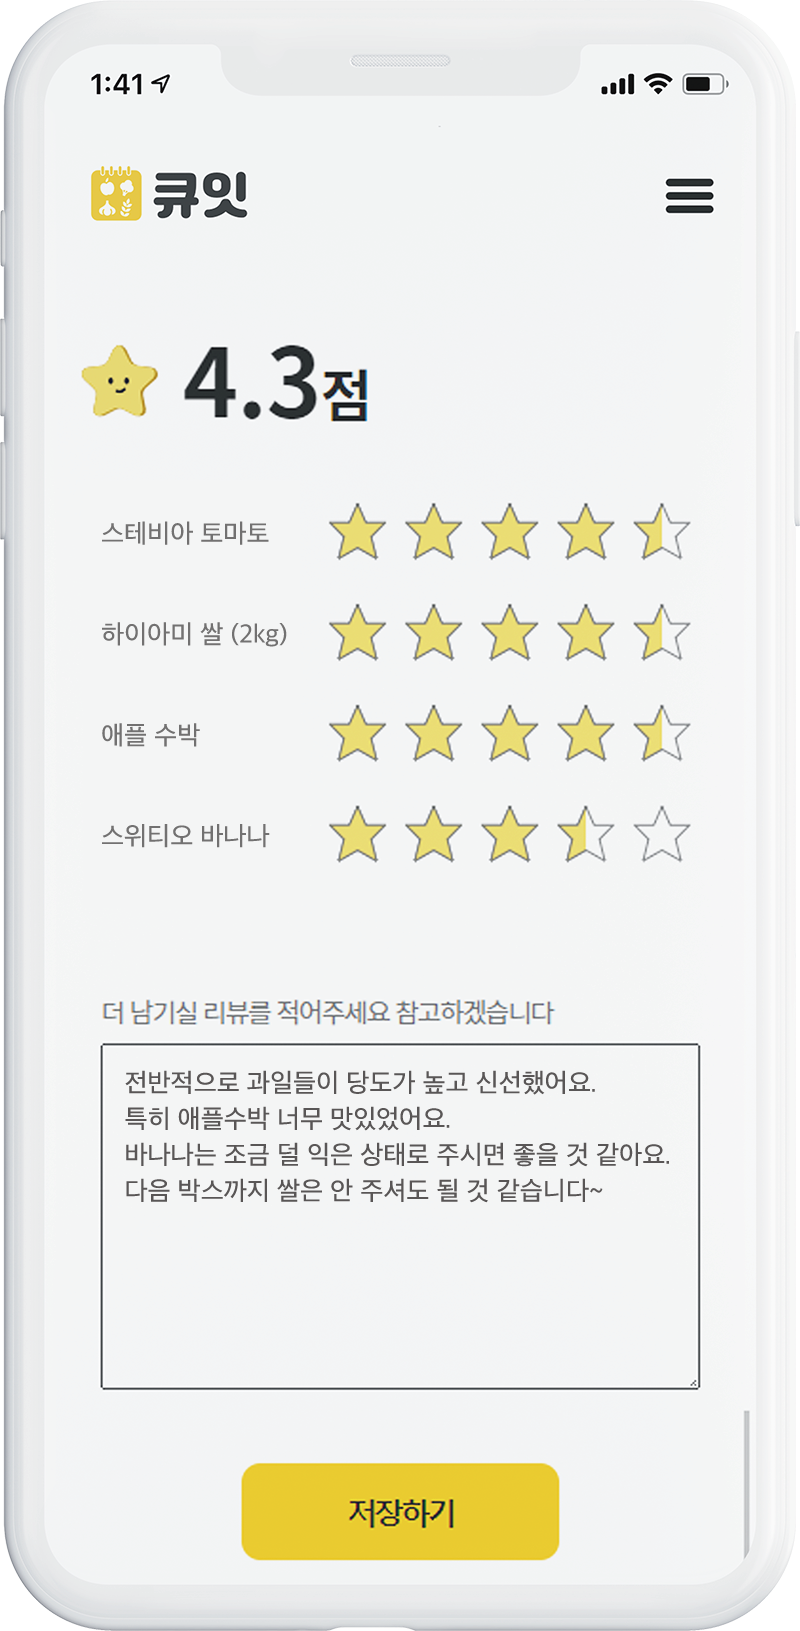 1:41
큐잇
4.3점
스테비아 토마토
하이아미 쌀 (2kg)
애플 수박
스위티오 바나나
더 남기실 리뷰를 적어주세요 참고하겠습니다
전반적으로 과일들이 당도가 높고 신선했어요.
특히 애플수박 너무 맛있었어요.
바나나는 조금 덜 익은 상태로 주시면 좋을 것 같아요.
다음 박스까지 쌀은 안 주셔도 될 것 같습니다~
저장하기